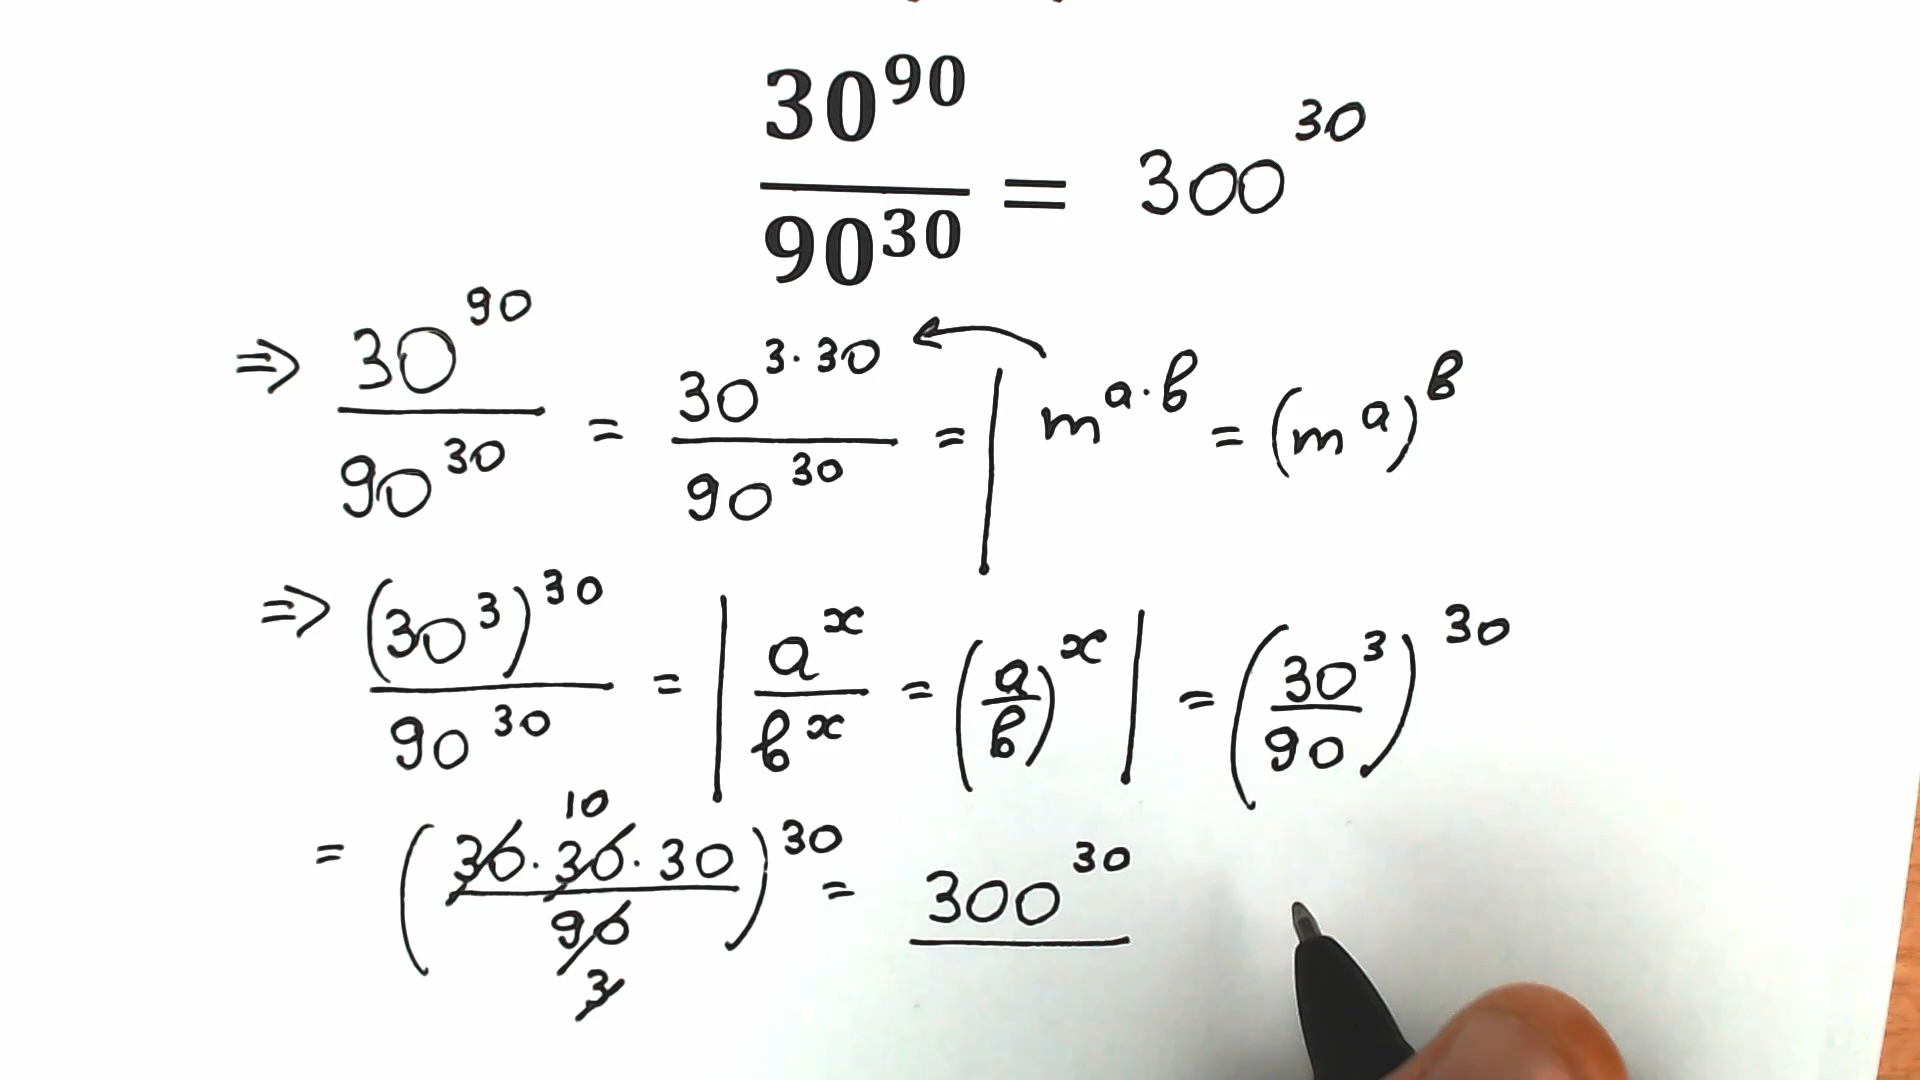 30^90 / 90^30 = 300^30
⇒ 30^90 / 90^30 = 30^(3·30) / 90^30 = | m^(a·b) = (m^a)^b
⇒ (30^3)^30 / 90^30 = | a^x / b^x = (a/b)^x | = (30^3 / 90)^30
10
= (30·30·30 / 90)^30 = 300^30
3